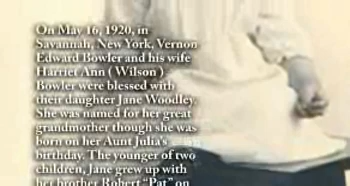 On May 16, 1920, in
Savannah, New York, Vernon
Edward Bowler and his wife
Harriet Ann ( Wilson )
Bowler were blessed with
their daughter Jane Woodley.
She was named for her great
grandmother though she was
born on her Aunt Julia's
birthday. The younger of two
children, Jane grew up with
her brother Robert "Pat" on